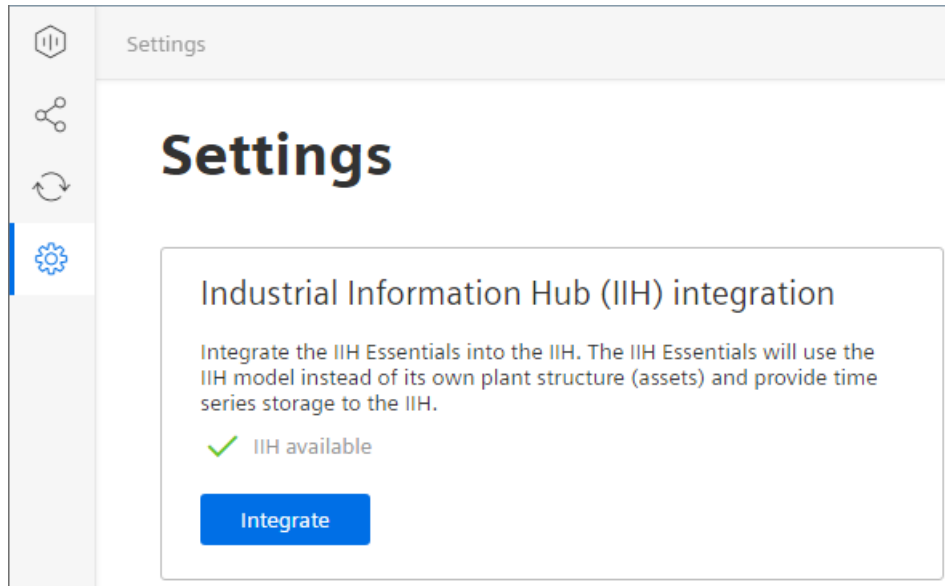 Settings
Settings
Industrial Information Hub (IIH) integration
Integrate the IIH Essentials into the IIH. The IIH Essentials will use the
IIH model instead of its own plant structure (assets) and provide time
series storage to the IIH.
IIH available
Integrate